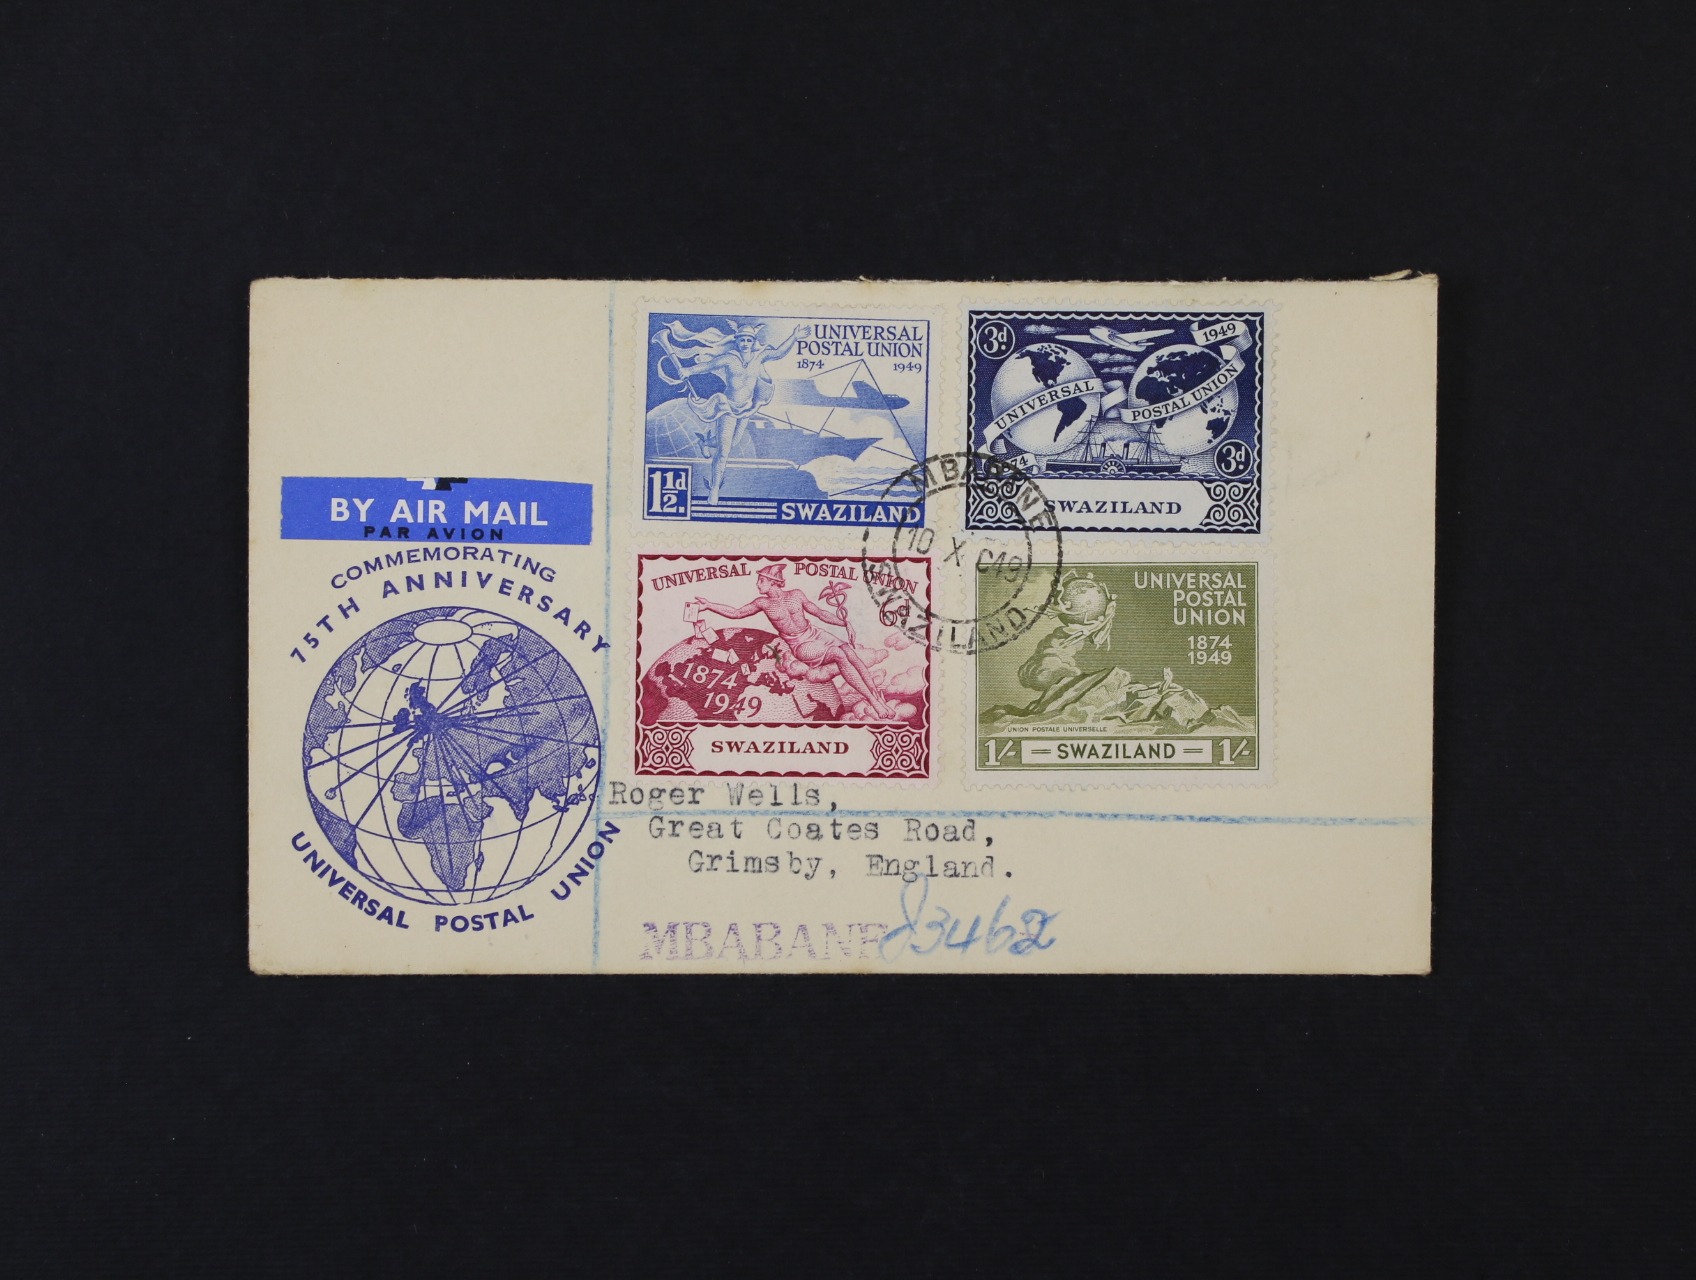 BY AIR MAIL
PAR AVION
COMMEMORATING
75TH ANNIVERSARY
UNIVERSAL POSTAL UNION
UNIVERSAL
POSTAL UNION
1874 1949
1½d.
SWAZILAND
3d
1949
UNIVERSAL POSTAL UNION
3d
SWAZILAND
MBABANE
10 X C49
SWAZILAND
UNIVERSAL POSTAL UNION
6d
1874
1949
SWAZILAND
UNIVERSAL
POSTAL
UNION
1874
1949
UNION POSTALE UNIVERSELLE
1/- SWAZILAND 1/-
Roger Wells,
Great Coates Road,
Grimsby, England.
MBABANE